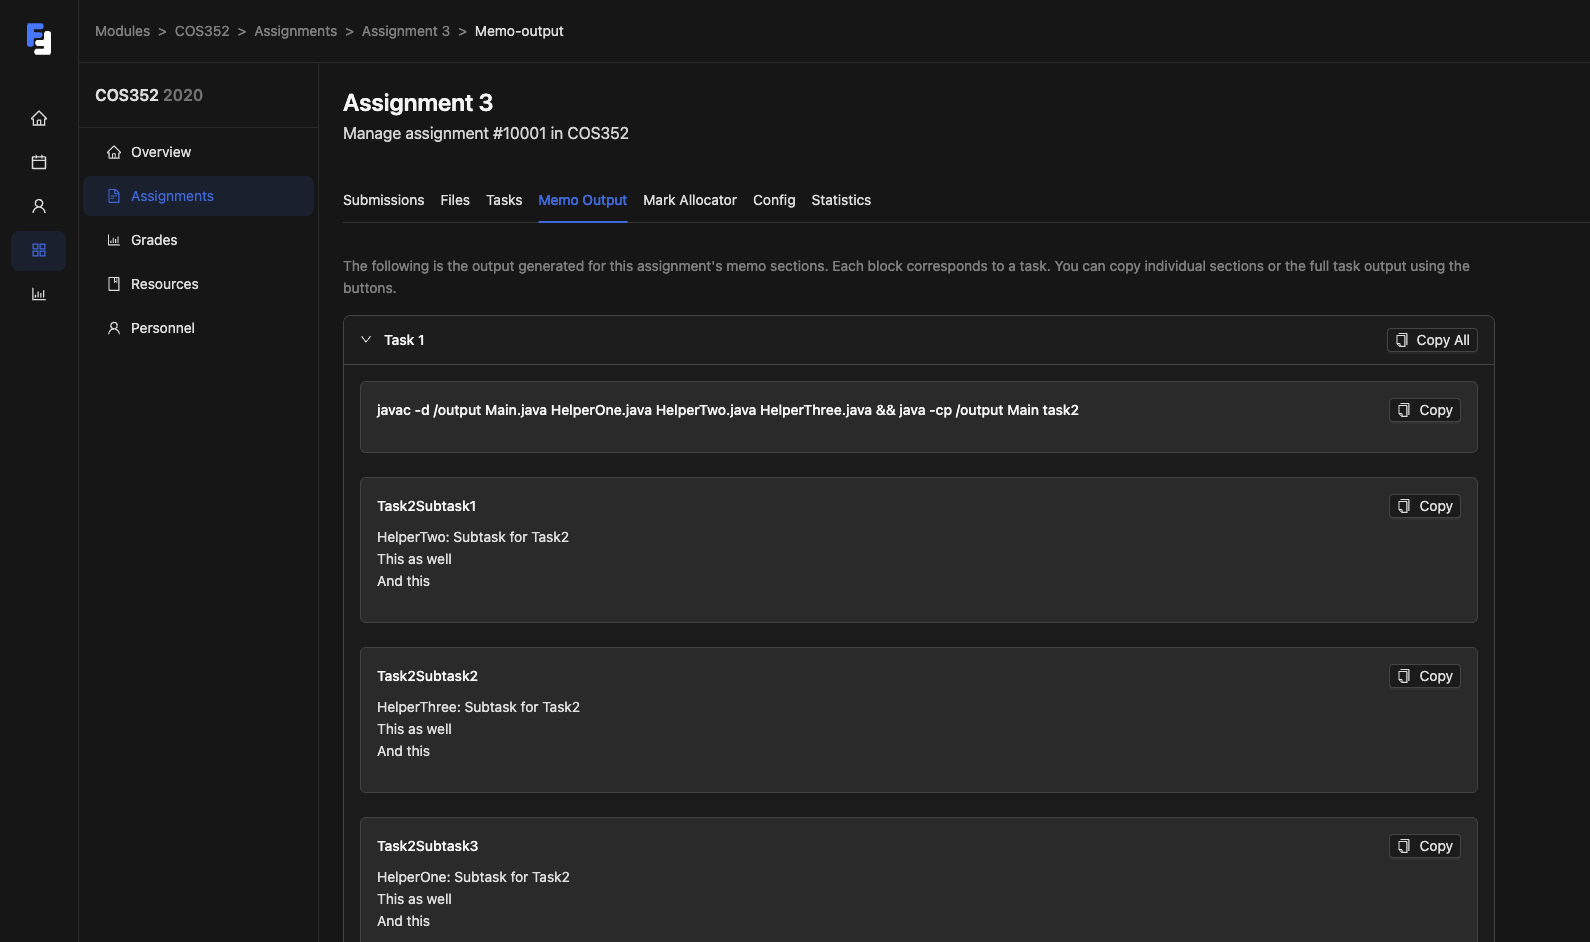 Modules > COS352 > Assignments > Assignment 3 > Memo-output
COS352 2020
Overview
Assignments
Grades
Resources
Personnel
Assignment 3
Manage assignment #10001 in COS352
Submissions Files Tasks Memo Output Mark Allocator Config Statistics
The following is the output generated for this assignment's memo sections. Each block corresponds to a task. You can copy individual sections or the full task output using the
buttons.
Task 1 Copy All
javac -d /output Main.java HelperOne.java HelperTwo.java HelperThree.java && java -cp /output Main task2 Copy
Task2Subtask1 Copy
HelperTwo: Subtask for Task2
This as well
And this
Task2Subtask2 Copy
HelperThree: Subtask for Task2
This as well
And this
Task2Subtask3 Copy
HelperOne: Subtask for Task2
This as well
And this